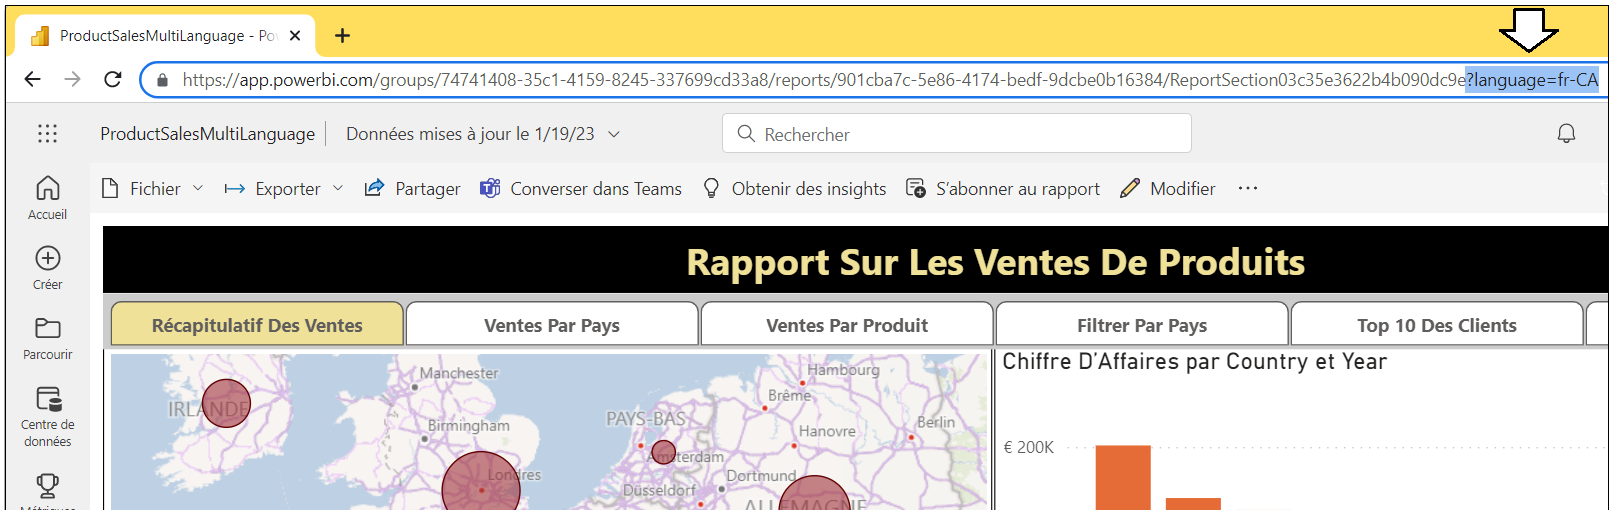 ProductSalesMultiLanguage - Po
https://app.powerbi.com/groups/74741408-35c1-4159-8245-337699cd33a8/reports/901cba7c-5e86-4174-bedf-9dcbe0b16384/ReportSection03c35e3622b4b090dc9e?language=fr-CA
ProductSalesMultiLanguage Données mises à jour le 1/19/23
Rechercher
Fichier Exporter Partager Converser dans Teams Obtenir des insights S'abonner au rapport Modifier ...
Accueil
Créer
Parcourir
Centre de
données
Métriques
Rapport Sur Les Ventes De Produits
Récapitulatif Des Ventes Ventes Par Pays Ventes Par Produit Filtrer Par Pays Top 10 Des Clients
Manchester
Hambourg
Brême
IRLANDE
PAYS-BAS
Birmingham
Hanovre
Berlin
Amsterdam
Londres
Dortmund
Düsseldorf
ALLEMAGNE
Chiffre D'Affaires par Country et Year
€ 200K